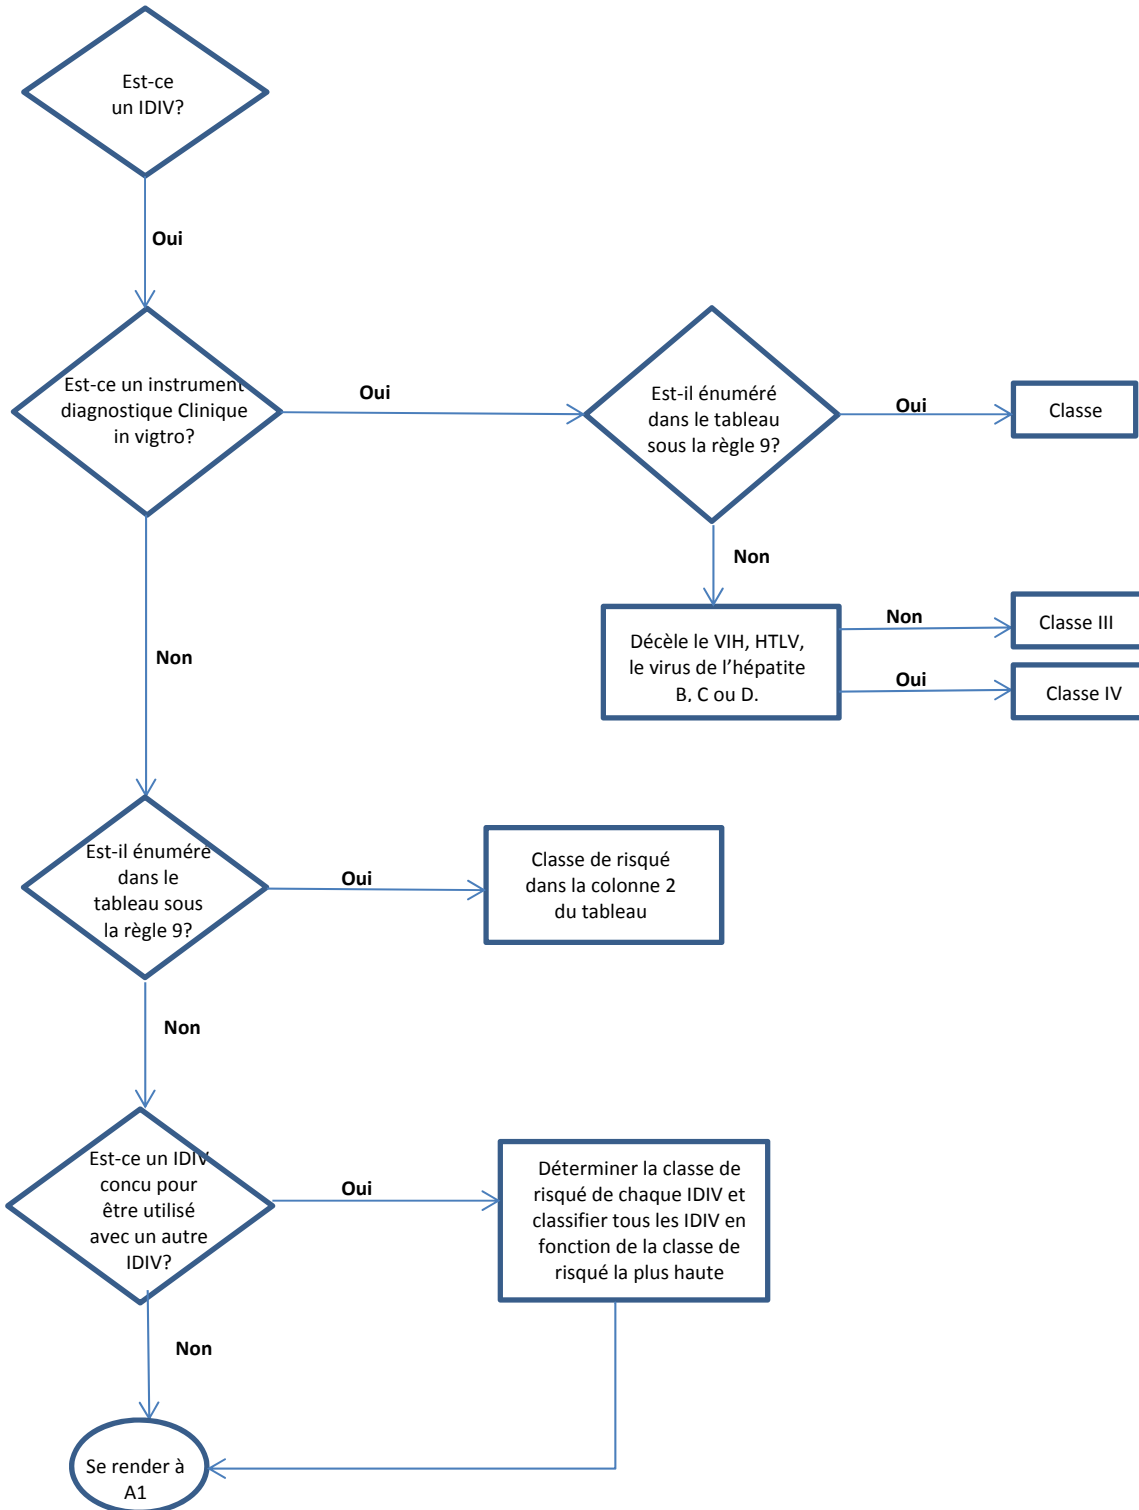 Est-ce
un IDIV?
Oui
Est-ce un instrument
diagnostique Clinique
in vigtro?
Oui
Est-il énuméré
dans le tableau
sous la règle 9?
Oui
Classe
Non
Décèle le VIH, HTLV,
le virus de l’hépatite
B, C ou D.
Non
Classe III
Oui
Classe IV
Non
Est-il énuméré
dans le
tableau sous
la règle 9?
Oui
Classe de risqué
dans la colonne 2
du tableau
Non
Est-ce un IDIV
concu pour
être utilisé
avec un autre
IDIV?
Oui
Déterminer la classe de
risqué de chaque IDIV et
classifier tous les IDIV en
fonction de la classe de
risqué la plus haute
Non
Se render à
A1